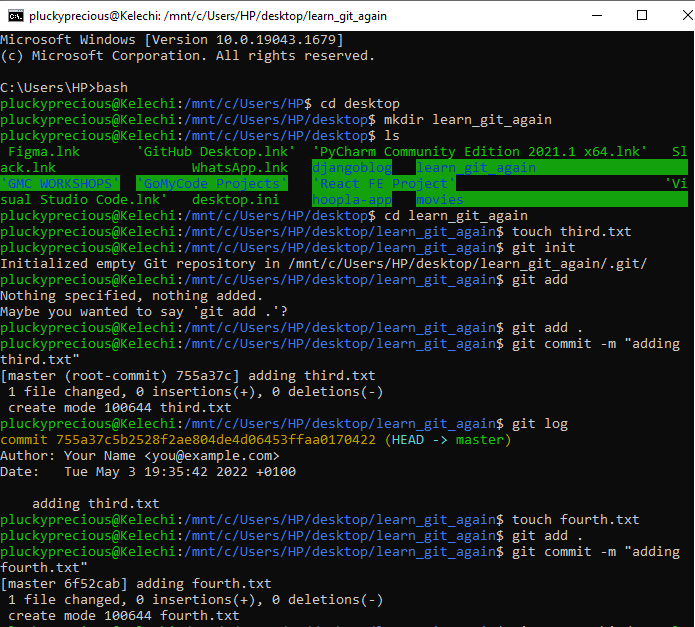 pluckyprecious@Kelechi: /mnt/c/Users/HP/desktop/learn_git_again
Microsoft Windows [Version 10.0.19043.1679]
(c) Microsoft Corporation. All rights reserved.
C:\Users\HP>bash
pluckyprecious@Kelechi:/mnt/c/Users/HP$ cd desktop
pluckyprecious@Kelechi:/mnt/c/Users/HP/desktop$ mkdir learn_git_again
pluckyprecious@Kelechi:/mnt/c/Users/HP/desktop$ ls
 Figma.lnk       'GitHub Desktop.lnk'  'PyCharm Community Edition 2021.1 x64.lnk'   Sl
ack.lnk                 WhatsApp.lnk   djangoblog   learn_git_again
'GMC WORKSHOPS'  'GoMyCode Projects'   'React FE Project'                          'Vi
sual Studio Code.lnk'   desktop.ini    hoopla-app   movies
pluckyprecious@Kelechi:/mnt/c/Users/HP/desktop$ cd learn_git_again
pluckyprecious@Kelechi:/mnt/c/Users/HP/desktop/learn_git_again$ touch third.txt
pluckyprecious@Kelechi:/mnt/c/Users/HP/desktop/learn_git_again$ git init
Initialized empty Git repository in /mnt/c/Users/HP/desktop/learn_git_again/.git/
pluckyprecious@Kelechi:/mnt/c/Users/HP/desktop/learn_git_again$ git add
Nothing specified, nothing added.
Maybe you wanted to say 'git add .'?
pluckyprecious@Kelechi:/mnt/c/Users/HP/desktop/learn_git_again$ git add .
pluckyprecious@Kelechi:/mnt/c/Users/HP/desktop/learn_git_again$ git commit -m "adding
third.txt"
[master (root-commit) 755a37c] adding third.txt
 1 file changed, 0 insertions(+), 0 deletions(-)
 create mode 100644 third.txt
pluckyprecious@Kelechi:/mnt/c/Users/HP/desktop/learn_git_again$ git log
commit 755a37c5b2528f2ae804de4d06453ffaa0170422 (HEAD -> master)
Author: Your Name <you@example.com>
Date:   Tue May 3 19:35:42 2022 +0100
    adding third.txt
pluckyprecious@Kelechi:/mnt/c/Users/HP/desktop/learn_git_again$ touch fourth.txt
pluckyprecious@Kelechi:/mnt/c/Users/HP/desktop/learn_git_again$ git add .
pluckyprecious@Kelechi:/mnt/c/Users/HP/desktop/learn_git_again$ git commit -m "adding
fourth.txt"
[master 6f52cab] adding fourth.txt
 1 file changed, 0 insertions(+), 0 deletions(-)
 create mode 100644 fourth.txt